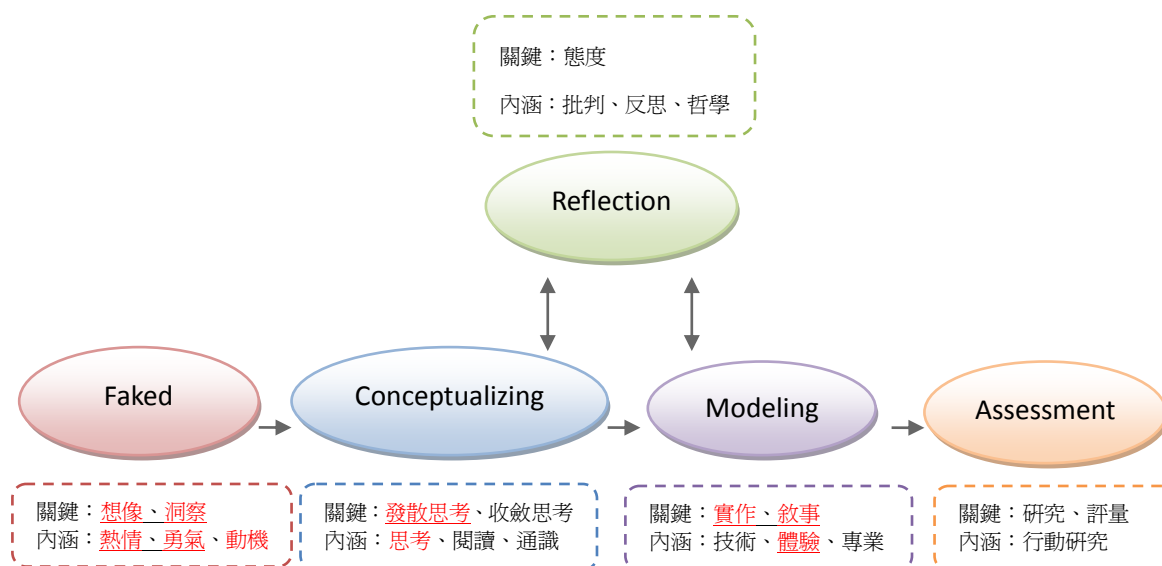 關鍵：態度
內涵：批判、反思、哲學
Reflection
Faked
Conceptualizing
Modeling
Assessment
關鍵：想像、洞察
內涵：熱情、勇氣、動機
關鍵：發散思考、收斂思考
內涵：思考、閱讀、通識
關鍵：實作、敘事
內涵：技術、體驗、專業
關鍵：研究、評量
內涵：行動研究